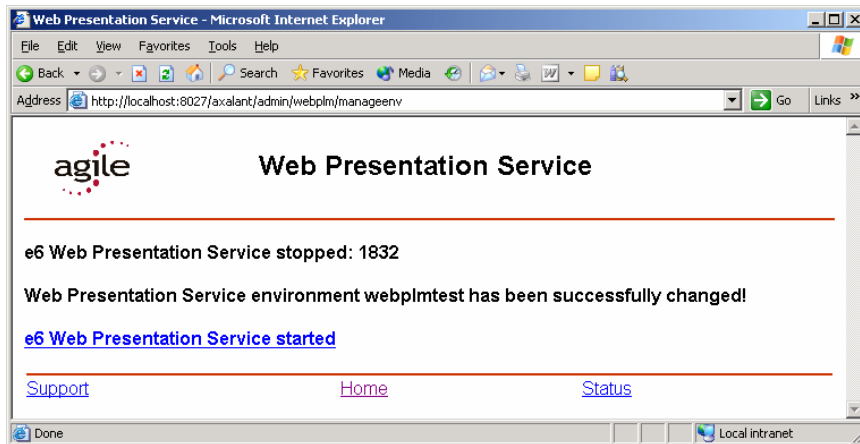 Web Presentation Service - Microsoft Internet Explorer
File Edit View Favorites Tools Help
Back Search Favorites Media
Address http://localhost:8027/axalant/admin/webplm/manageenv Go Links »
agile Web Presentation Service
e6 Web Presentation Service stopped: 1832
Web Presentation Service environment webplmtest has been successfully changed!
e6 Web Presentation Service started
Support Home Status
Done Local intranet